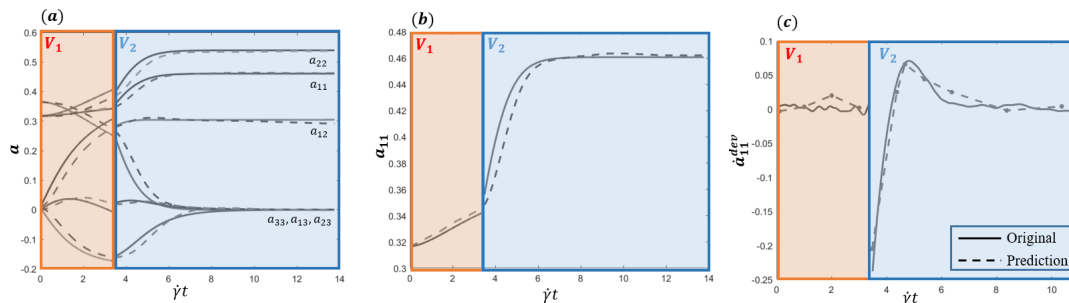 (a)
V1
V2
0.6
0.5
0.4
0.3
0.2
0.1
0
-0.1
-0.2
a
a22
a11
a12
a33, a13, a23
0 2 4 6 8 10 12 14
γ̇t
(b)
V1
V2
0.48
0.46
0.44
0.42
0.4
0.38
0.36
0.34
0.32
0.3
a11
0 2 4 6 8 10 12 14
γ̇t
(c)
V1
V2
0.1
0.05
0
-0.05
-0.1
-0.15
-0.2
-0.25
ȧ11^dev
Original
Prediction
0 2 4 6 8 10
γ̇t